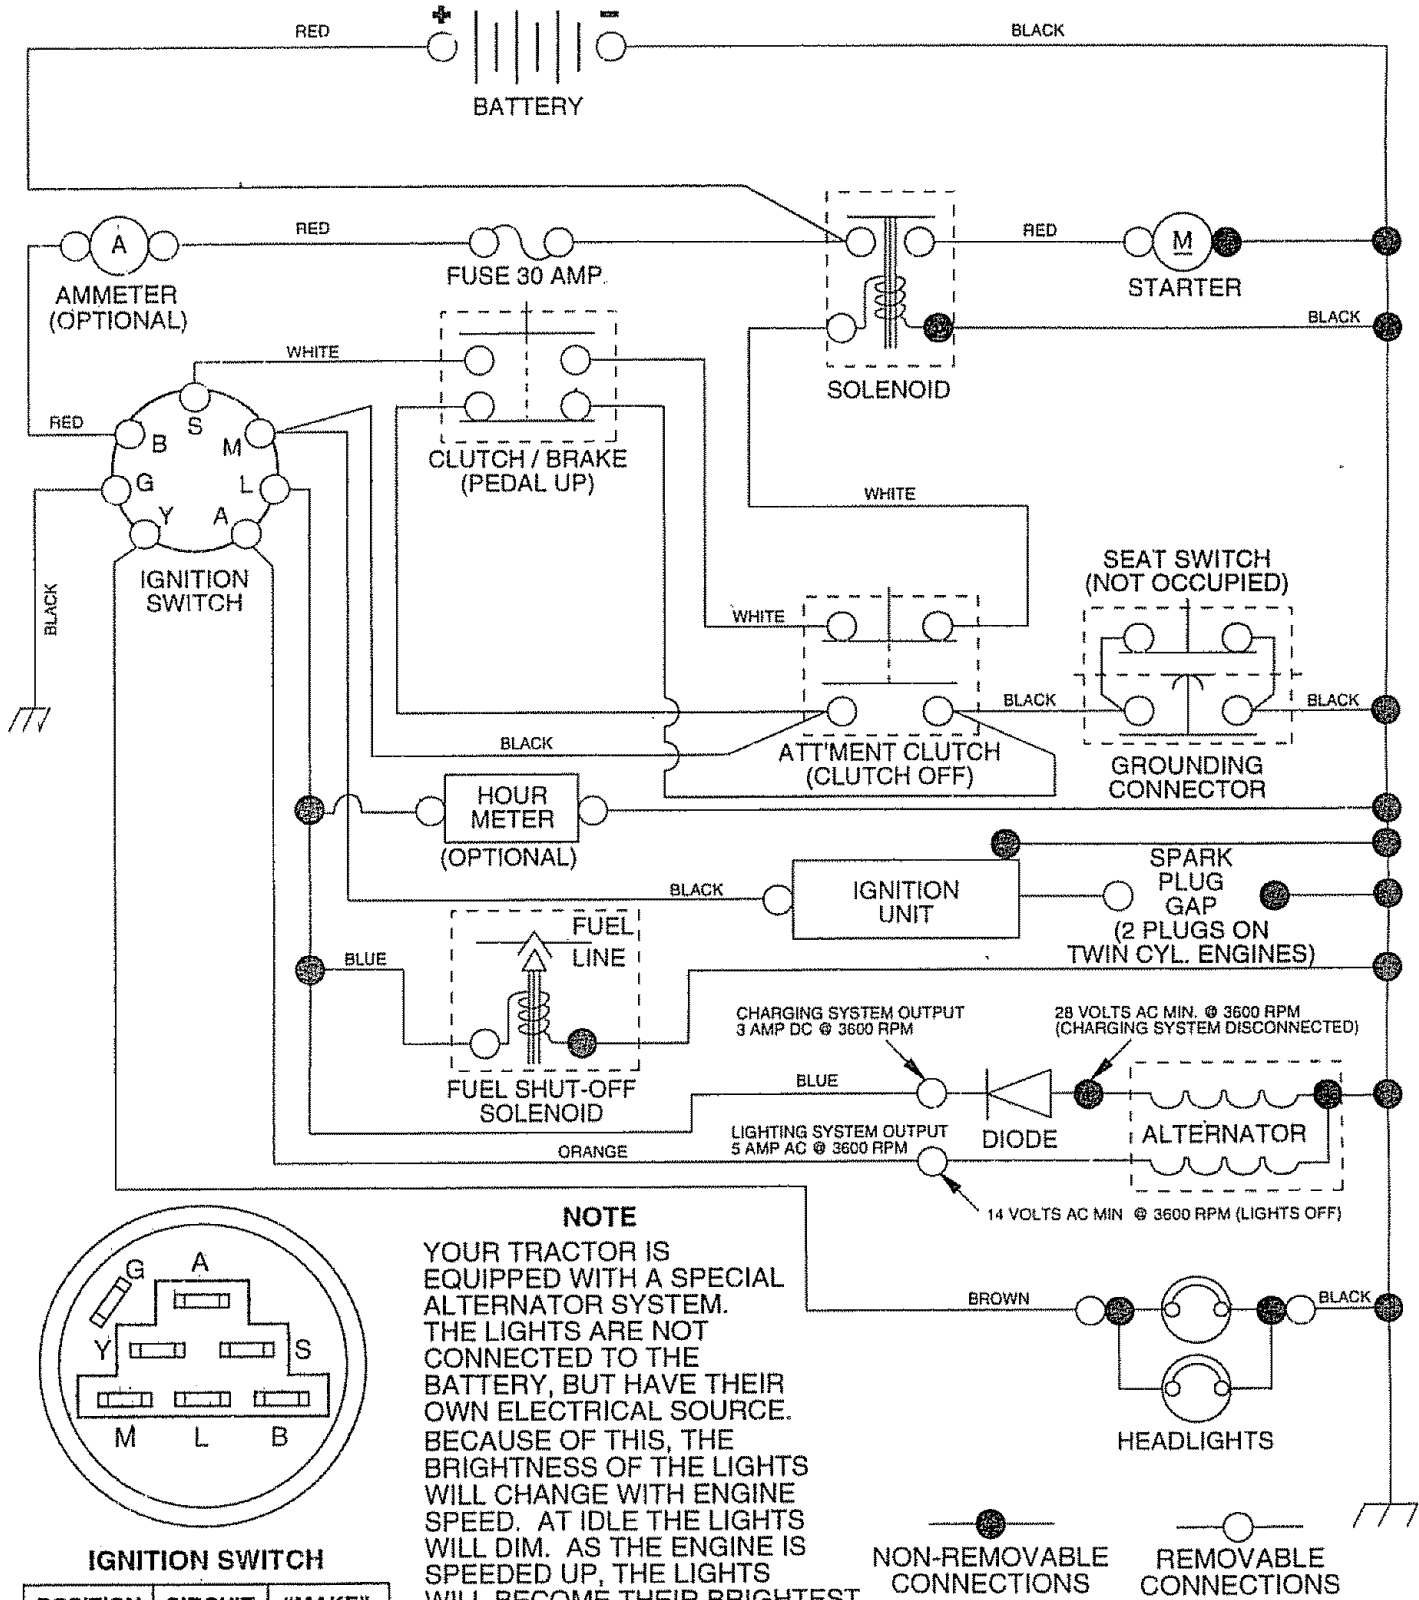 + -
RED
BLACK
BATTERY
A
RED
RED
M
FUSE 30 AMP.
STARTER
AMMETER
(OPTIONAL)
BLACK
WHITE
SOLENOID
RED
S
B
M
CLUTCH / BRAKE
(PEDAL UP)
G
L
WHITE
Y
A
SEAT SWITCH
(NOT OCCUPIED)
IGNITION
SWITCH
BLACK
WHITE
BLACK
BLACK
BLACK
ATT'MENT CLUTCH
(CLUTCH OFF)
GROUNDING
CONNECTOR
HOUR
METER
(OPTIONAL)
BLACK
IGNITION
UNIT
SPARK
PLUG
GAP
(2 PLUGS ON
TWIN CYL. ENGINES)
FUEL
LINE
BLUE
CHARGING SYSTEM OUTPUT
3 AMP DC @ 3600 RPM
28 VOLTS AC MIN. @ 3600 RPM
(CHARGING SYSTEM DISCONNECTED)
FUEL SHUT-OFF
SOLENOID
BLUE
DIODE
ALTERNATOR
LIGHTING SYSTEM OUTPUT
5 AMP AC @ 3600 RPM
ORANGE
14 VOLTS AC MIN @ 3600 RPM (LIGHTS OFF)
BROWN
BLACK
HEADLIGHTS
G
A
Y
S
M L B
IGNITION SWITCH
POSITION CIRCUIT "MAKE"
NOTE
YOUR TRACTOR IS
EQUIPPED WITH A SPECIAL
ALTERNATOR SYSTEM.
THE LIGHTS ARE NOT
CONNECTED TO THE
BATTERY, BUT HAVE THEIR
OWN ELECTRICAL SOURCE.
BECAUSE OF THIS, THE
BRIGHTNESS OF THE LIGHTS
WILL CHANGE WITH ENGINE
SPEED. AT IDLE THE LIGHTS
WILL DIM. AS THE ENGINE IS
SPEEDED UP, THE LIGHTS
WILL BECOME THEIR BRIGHTEST
NON-REMOVABLE
CONNECTIONS
REMOVABLE
CONNECTIONS